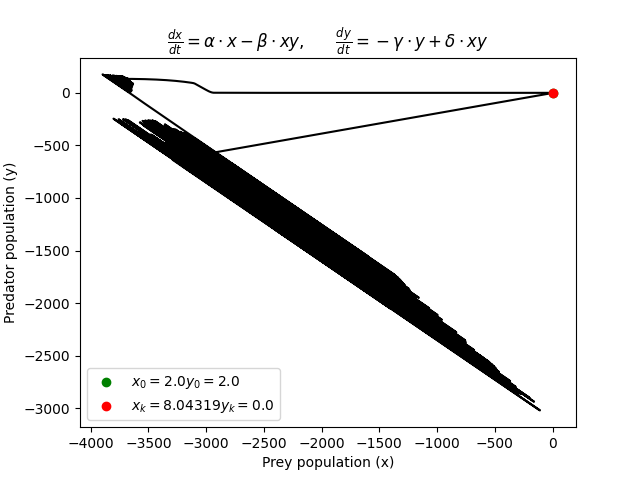 dx/dt = α · x − β · xy,   dy/dt = −γ · y + δ · xy
Predator population (y)
0
−500
−1000
−1500
−2000
−2500
−3000
x₀ = 2.0y₀ = 2.0
xₖ = 8.04319yₖ = 0.0
−4000 −3500 −3000 −2500 −2000 −1500 −1000 −500 0
Prey population (x)